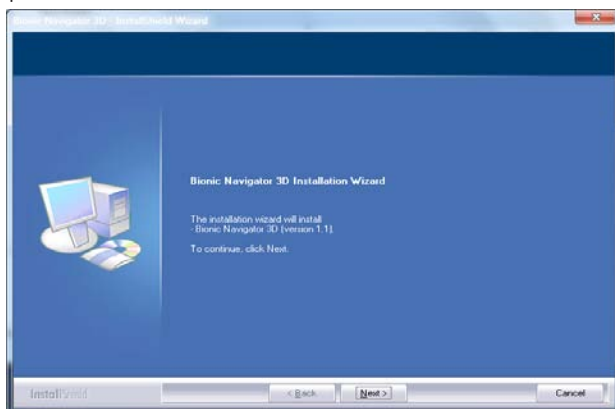 Bionic Navigator 3D - InstallShield Wizard
Bionic Navigator 3D Installation Wizard
The installation wizard will install
- Bionic Navigator 3D (version 1.1).
To continue, click Next.
InstallShield
< Back
Next >
Cancel